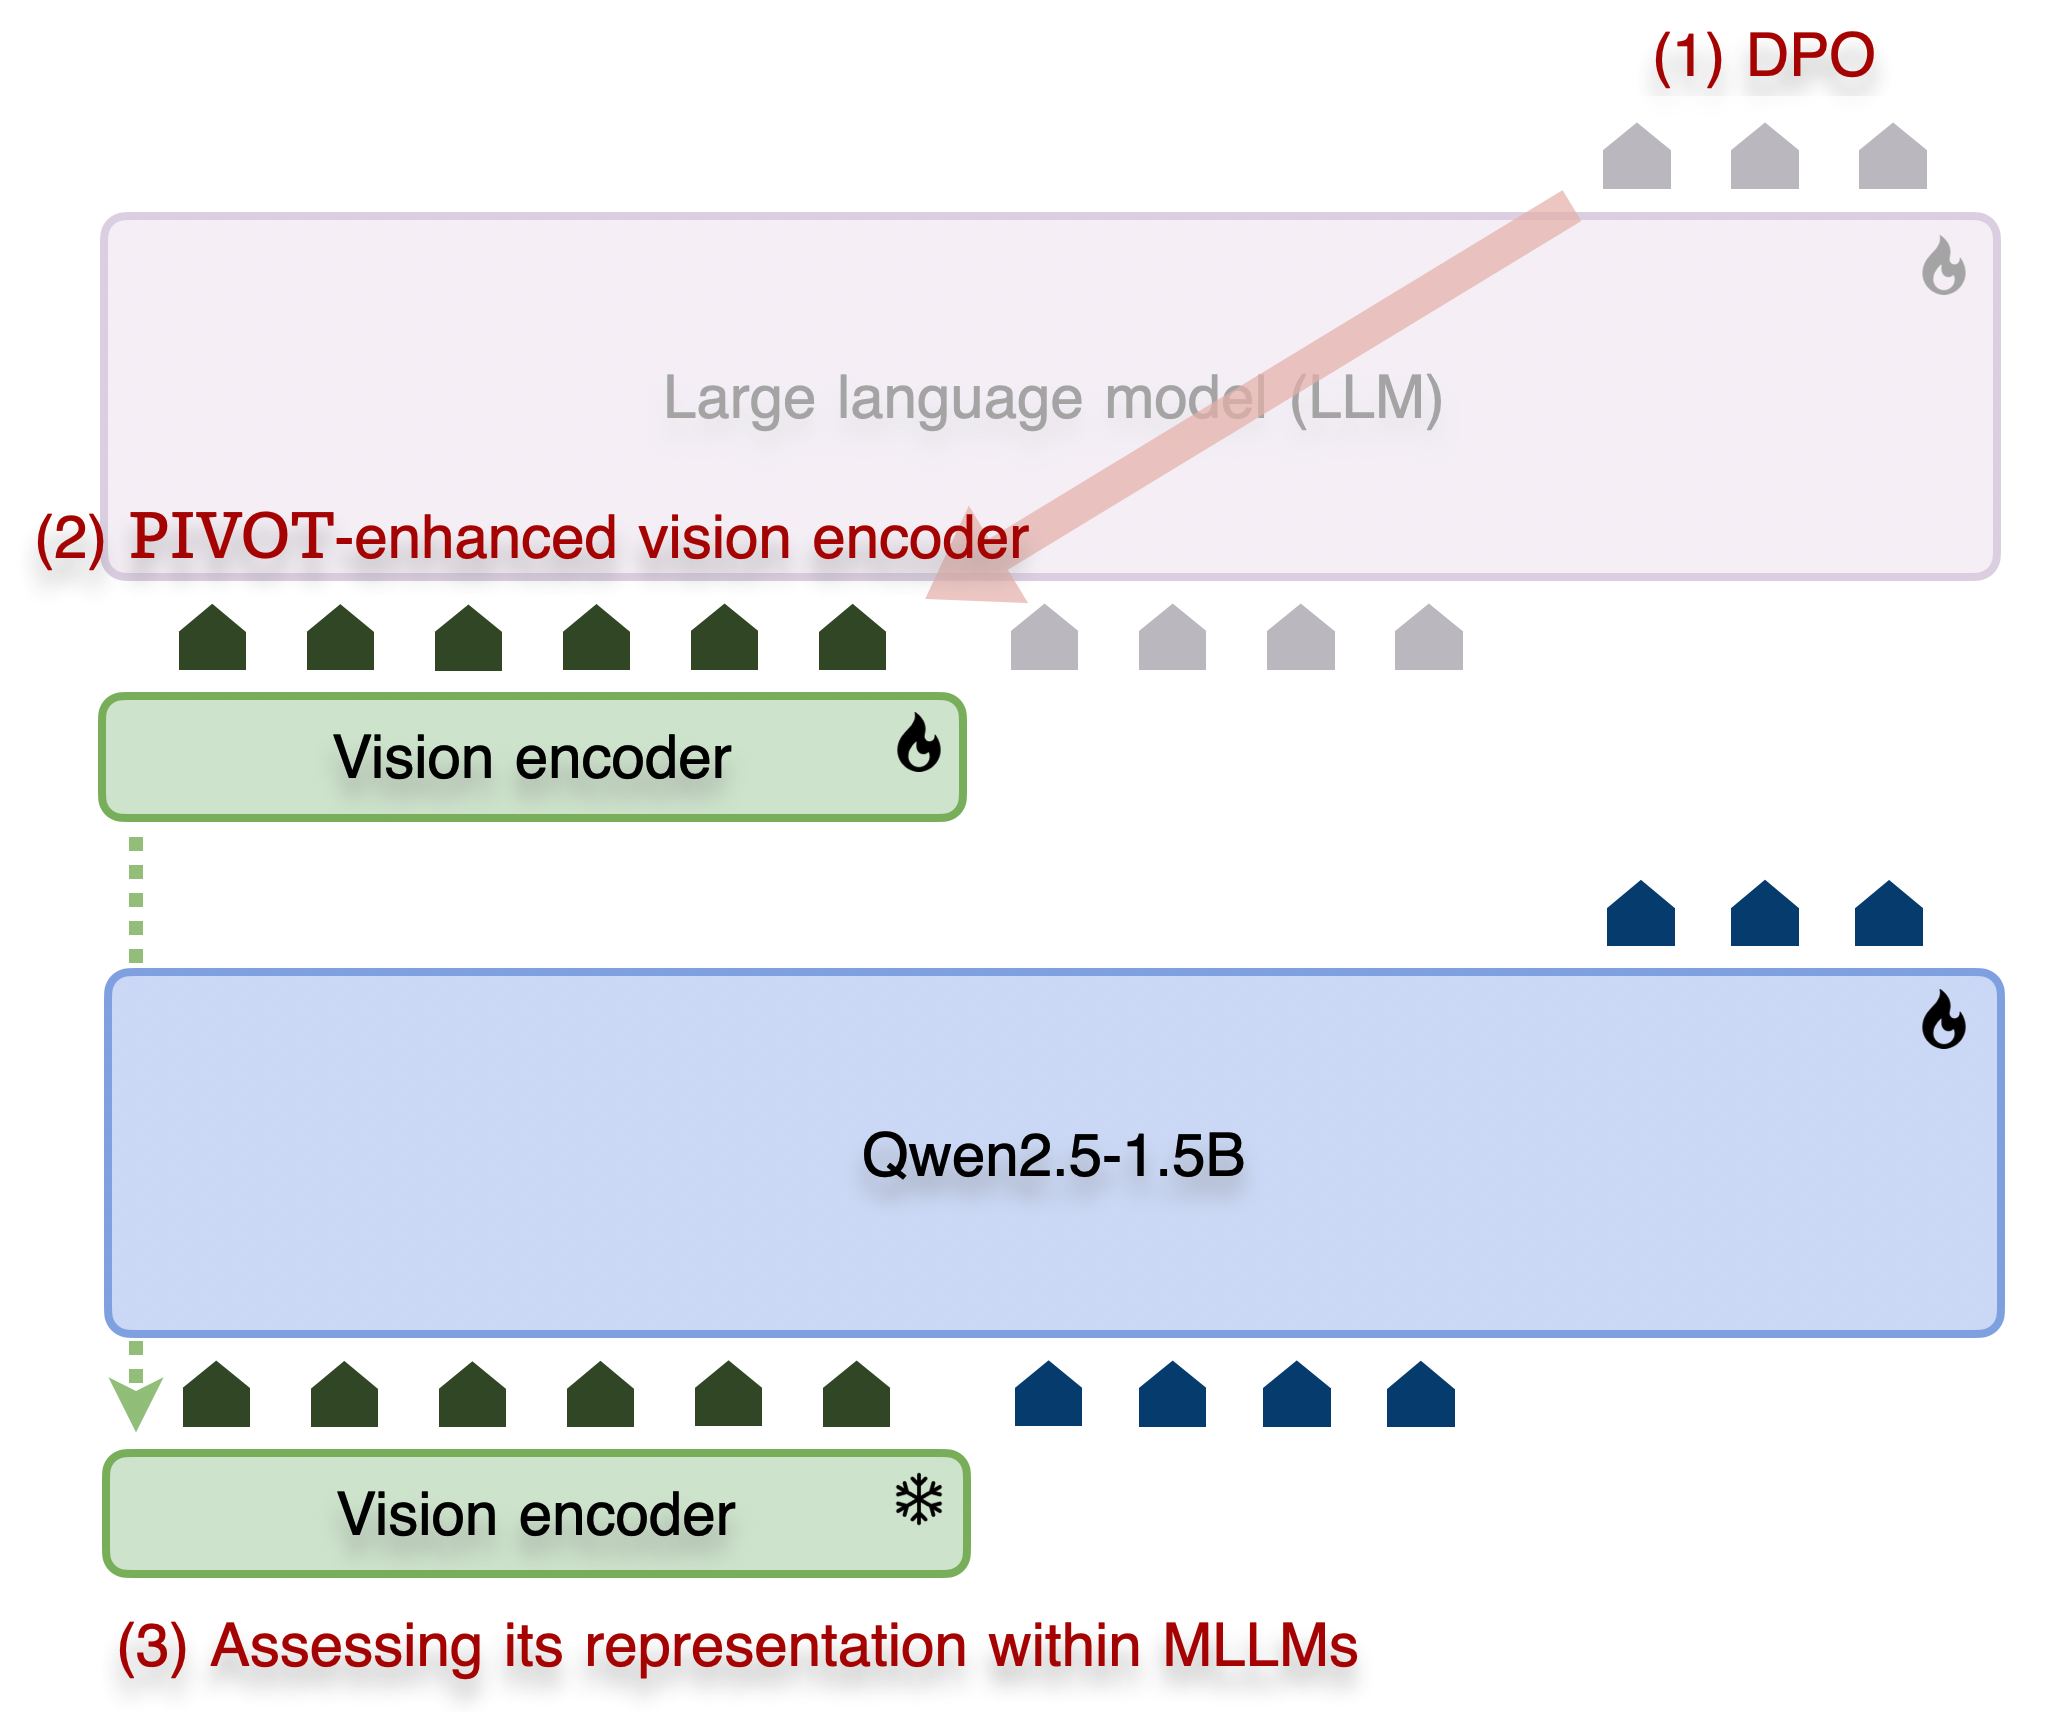 (1) DPO
Large language model (LLM)
(2) PIVOT-enhanced vision encoder
Vision encoder
Qwen2.5-1.5B
Vision encoder
(3) Assessing its representation within MLLMs